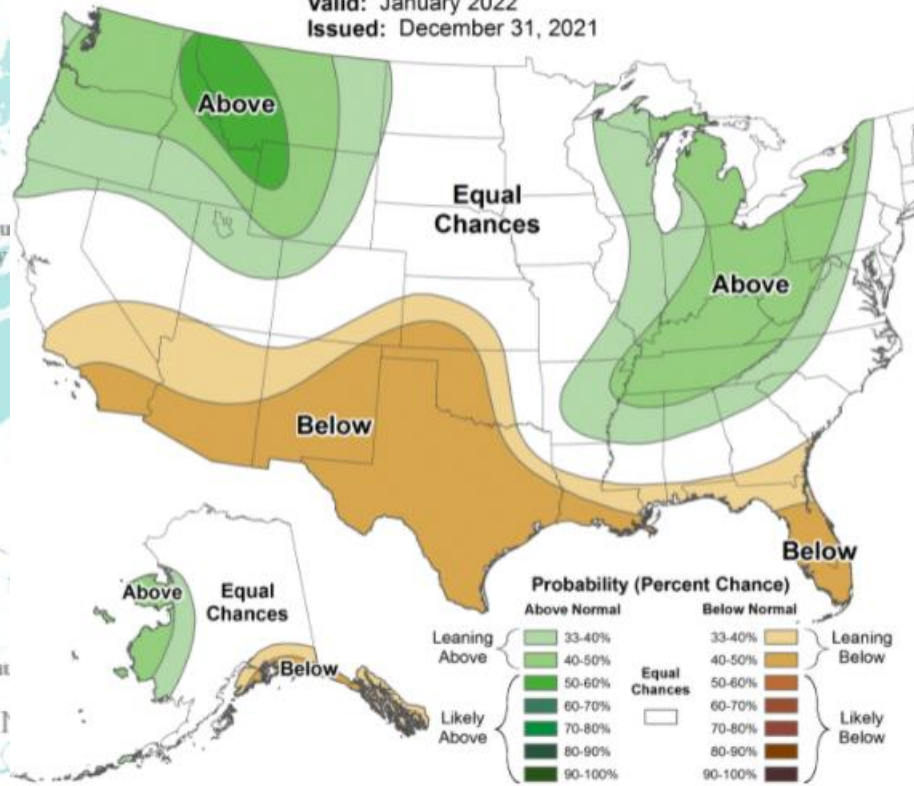 Valid: January 2022
Issued: December 31, 2021
Above
Equal
Chances
Above
Below
Below
Above
Equal
Chances
Below
Probability (Percent Chance)
Above Normal
Below Normal
Leaning
Above
33-40%
40-50%
Likely
Above
50-60%
60-70%
70-80%
80-90%
90-100%
Equal
Chances
33-40%
40-50%
Leaning
Below
50-60%
60-70%
70-80%
80-90%
90-100%
Likely
Below